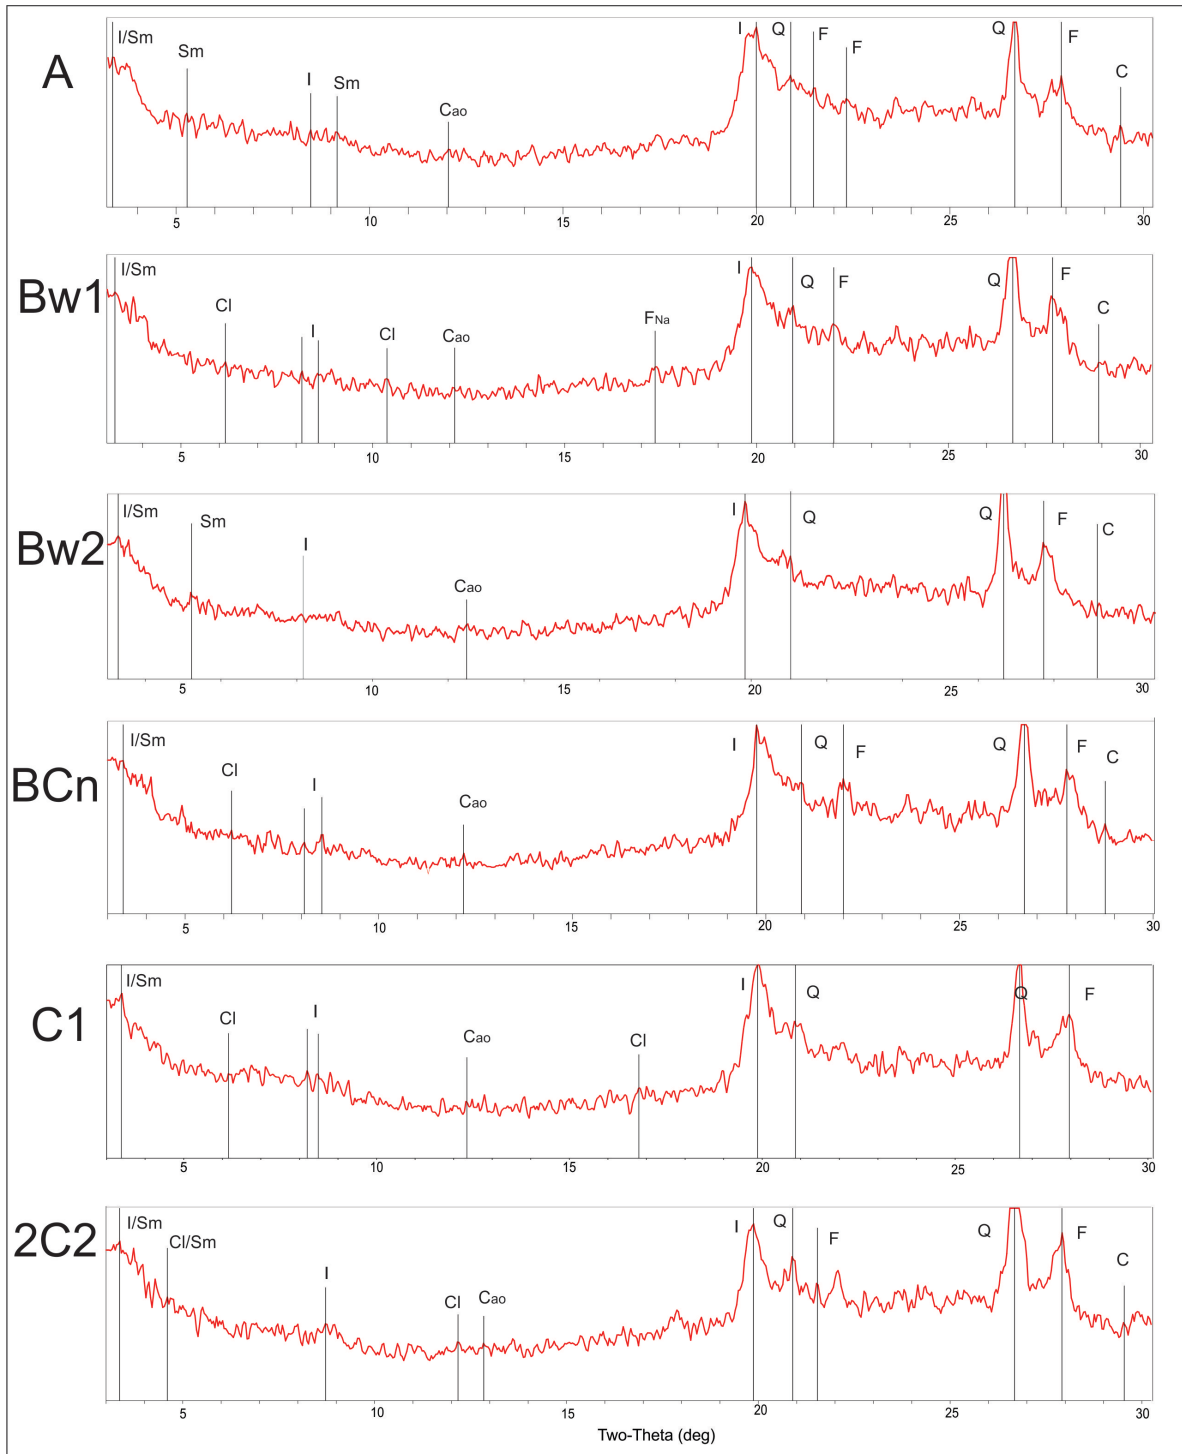 A
I/Sm Sm I Sm Cao I Q F F Q F C
5 10 15 20 25 30
Bw1
I/Sm Cl I Cl Cao FNa I Q F Q F C
5 10 15 20 25 30
Bw2
I/Sm Sm I Cao I Q Q F C
5 10 15 20 25 30
BCn
I/Sm Cl I Cao I Q F Q F C
5 10 15 20 25 30
C1
I/Sm Cl I Cao Cl I Q Q F
5 10 15 20 25 30
2C2
I/Sm Cl/Sm I Cl Cao I Q F Q F C
5 10 15 20 25 30
Two-Theta (deg)